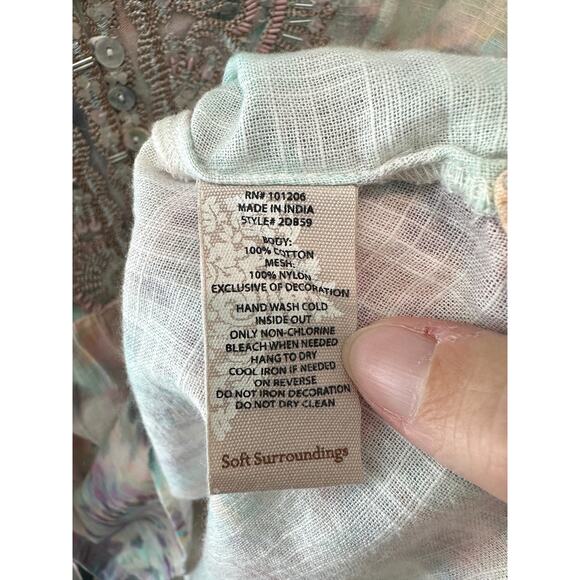 RN# 101206
MADE IN INDIA
STYLE# 2DB59
BODY:
100% COTTON
MESH:
100% NYLON
EXCLUSIVE OF DECORATION
HAND WASH COLD
INSIDE OUT
ONLY NON-CHLORINE
BLEACH WHEN NEEDED
HANG TO DRY
COOL IRON IF NEEDED
ON REVERSE
DO NOT IRON DECORATION
DO NOT DRY CLEAN
Soft Surroundings